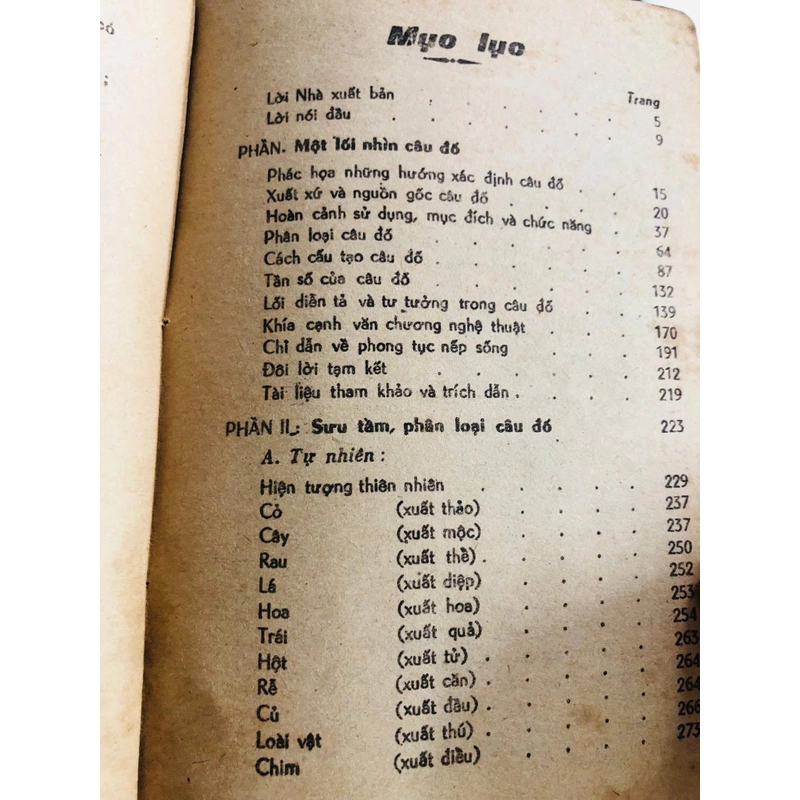 có
;
Mục lục
Trang
Lời Nhà xuất bản . . . . . 5
Lời nói đầu . . . . . . 9
PHẦN. Một lối nhìn câu đố
Phác họa những hướng xác định câu đố . . 15
Xuất xứ và nguồn gốc câu đố . . . . 20
Hoàn cảnh sử dụng, mục đích và chức năng . 37
Phân loại câu đố . . . . . . 64
Cách cấu tạo câu đố . . . . . 87
Tần số của câu đố . . . . . 132
Lối diễn tả và tư tưởng trong câu đố . . 139
Khía cạnh văn chương nghệ thuật . . . 170
Chỉ dẫn về phong tục nếp sống . . . 191
Đôi lời tạm kết . . . . . 212
Tài liệu tham khảo và trích dẫn . . . . 219
PHẦN II : Sưu tầm, phân loại câu đố 223
A. Tự nhiên :
Hiện tượng thiên nhiên . . . . . 229
Cỏ (xuất thảo) . . . . 237
Cây (xuất mộc) . . . . 237
Rau (xuất thề) . . . . . 250
Lá (xuất diệp) . . . . 252
Hoa (xuất hoa) . . . . 253
Trái (xuất quả) . . . . 254
Hột (xuất tử) . . . . . 263
Rễ (xuất căn) . . . . . 264
Củ (xuất đầu) . . . . . 264
Loài vật (xuất thú) . . . . . 266
Chim (xuất điều) . . . . 273